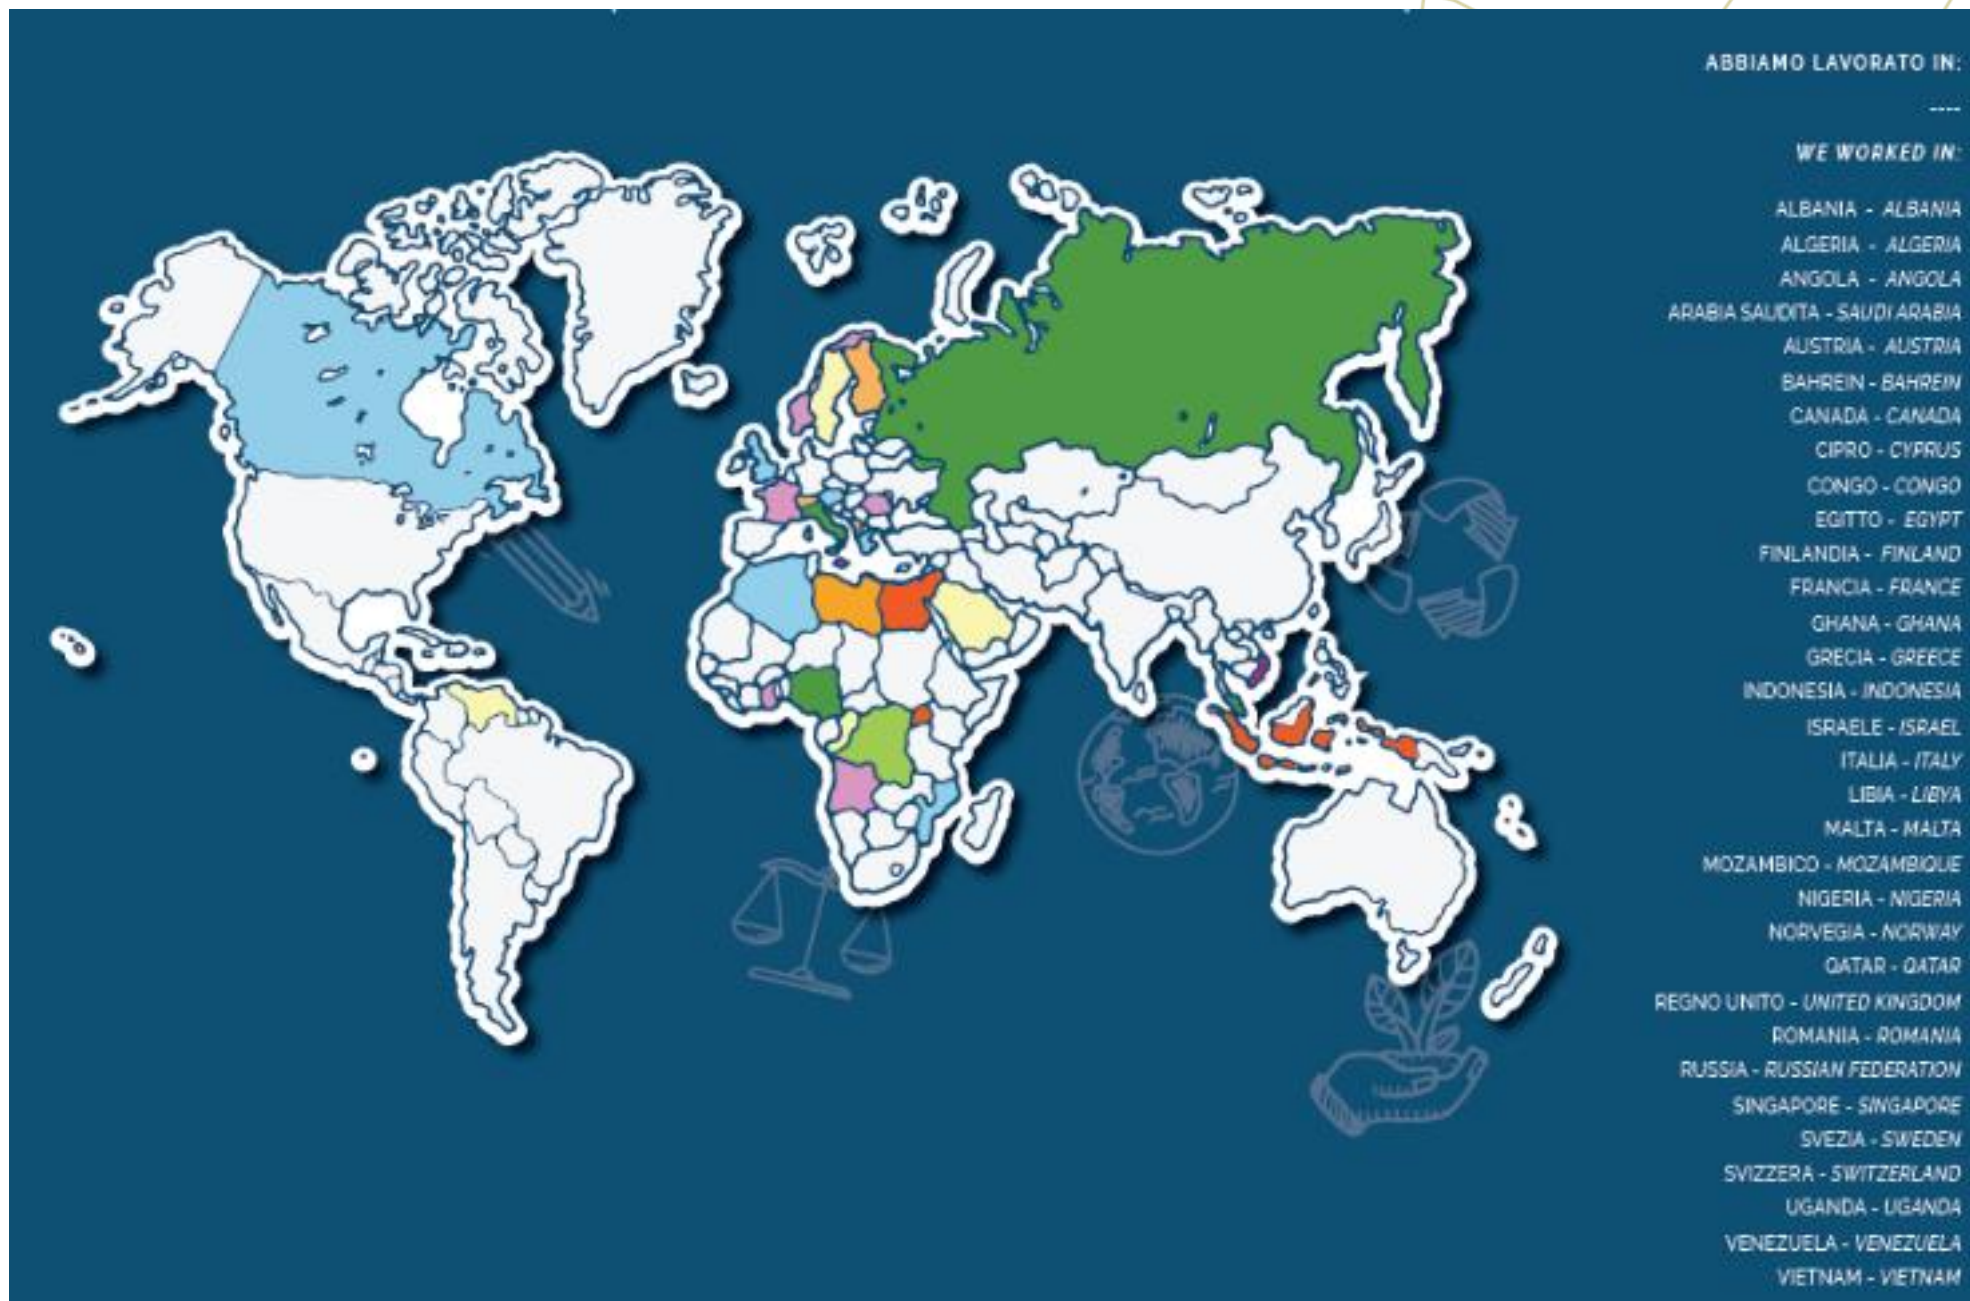 ABBIAMO LAVORATO IN:
----
WE WORKED IN:
ALBANIA - ALBANIA
ALGERIA - ALGERIA
ANGOLA - ANGOLA
ARABIA SAUDITA - SAUDI ARABIA
AUSTRIA - AUSTRIA
BAHREIN - BAHREIN
CANADA - CANADA
CIPRO - CYPRUS
CONGO - CONGO
EGITTO - EGYPT
FINLANDIA - FINLAND
FRANCIA - FRANCE
GHANA - GHANA
GRECIA - GREECE
INDONESIA - INDONESIA
ISRAELE - ISRAEL
ITALIA - ITALY
LIBIA - LIBYA
MALTA - MALTA
MOZAMBICO - MOZAMBIQUE
NIGERIA - NIGERIA
NORVEGIA - NORWAY
QATAR - QATAR
REGNO UNITO - UNITED KINGDOM
ROMANIA - ROMANIA
RUSSIA - RUSSIAN FEDERATION
SINGAPORE - SINGAPORE
SVEZIA - SWEDEN
SVIZZERA - SWITZERLAND
UGANDA - UGANDA
VENEZUELA - VENEZUELA
VIETNAM - VIETNAM